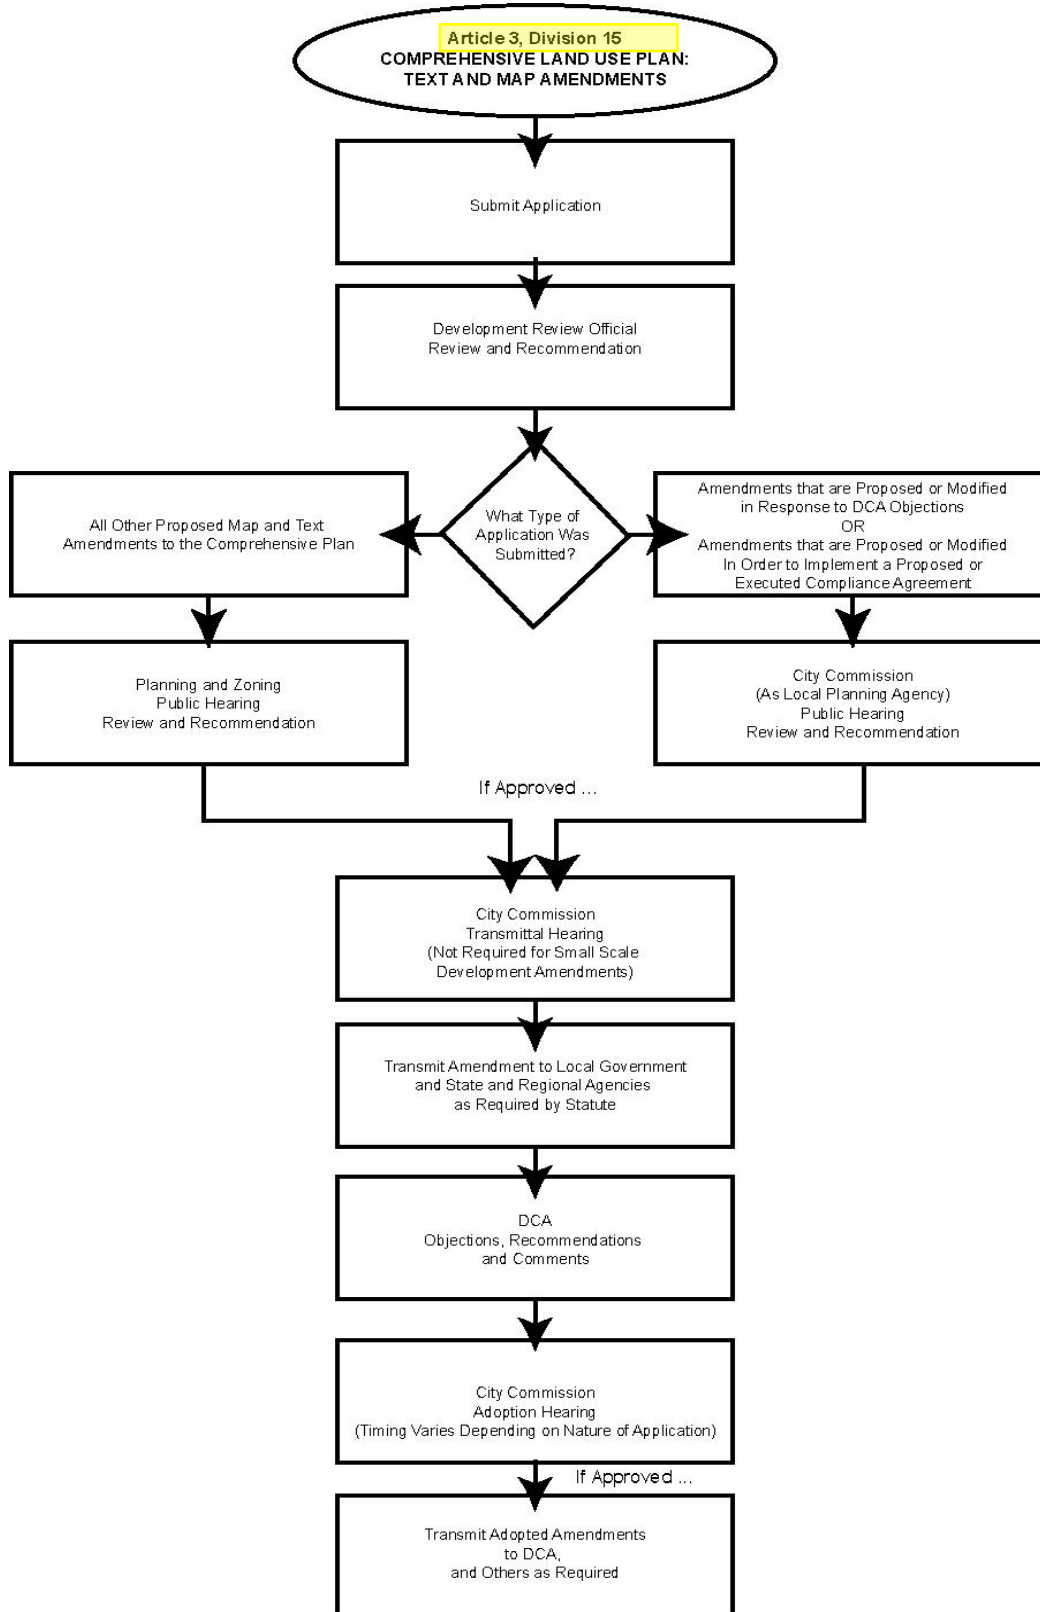 Article 3, Division 15
COMPREHENSIVE LAND USE PLAN:
TEXT AND MAP AMENDMENTS
Submit Application
Development Review Official
Review and Recommendation
What Type of
Application Was
Submitted?
All Other Proposed Map and Text
Amendments to the Comprehensive Plan
Amendments that are Proposed or Modified
in Response to DCA Objections
OR
Amendments that are Proposed or Modified
In Order to Implement a Proposed or
Executed Compliance Agreement
Planning and Zoning
Public Hearing
Review and Recommendation
City Commission
(As Local Planning Agency)
Public Hearing
Review and Recommendation
If Approved ...
City Commission
Transmittal Hearing
(Not Required for Small Scale
Development Amendments)
Transmit Amendment to Local Government
and State and Regional Agencies
as Required by Statute
DCA
Objections, Recommendations
and Comments
City Commission
Adoption Hearing
(Timing Varies Depending on Nature of Application)
If Approved ...
Transmit Adopted Amendments
to DCA,
and Others as Required